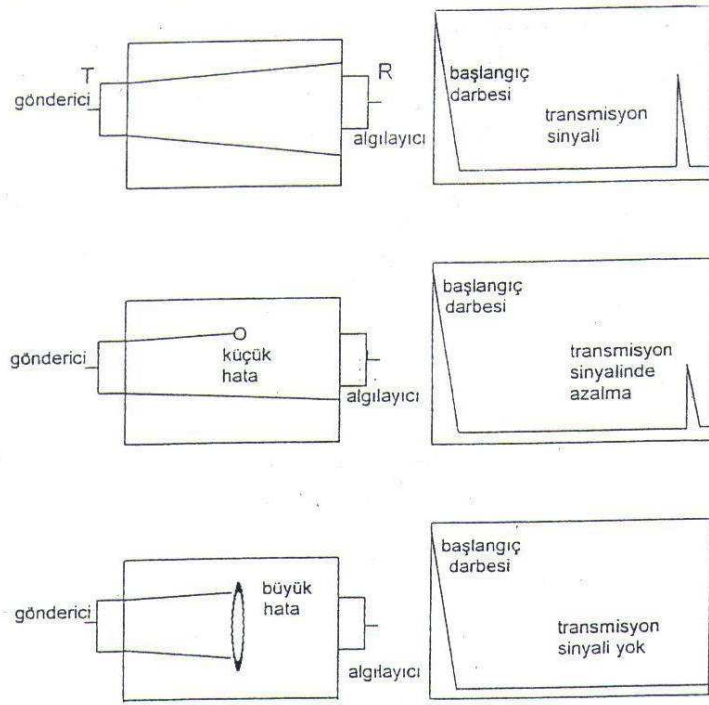 T
gönderici
R
algılayıcı
başlangıç
darbesi
transmisyon
sinyali
gönderici
küçük
hata
algılayıcı
başlangıç
darbesi
transmisyon
sinyalinde
azalma
gönderici
büyük
hata
algılayıcı
başlangıç
darbesi
transmisyon
sinyali yok